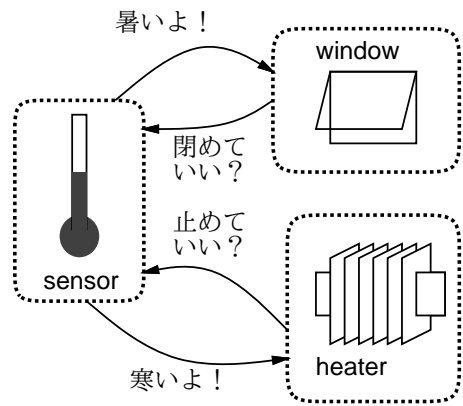 暑いよ！
window
閉めて
いい？
止めて
いい？
sensor
寒いよ！
heater